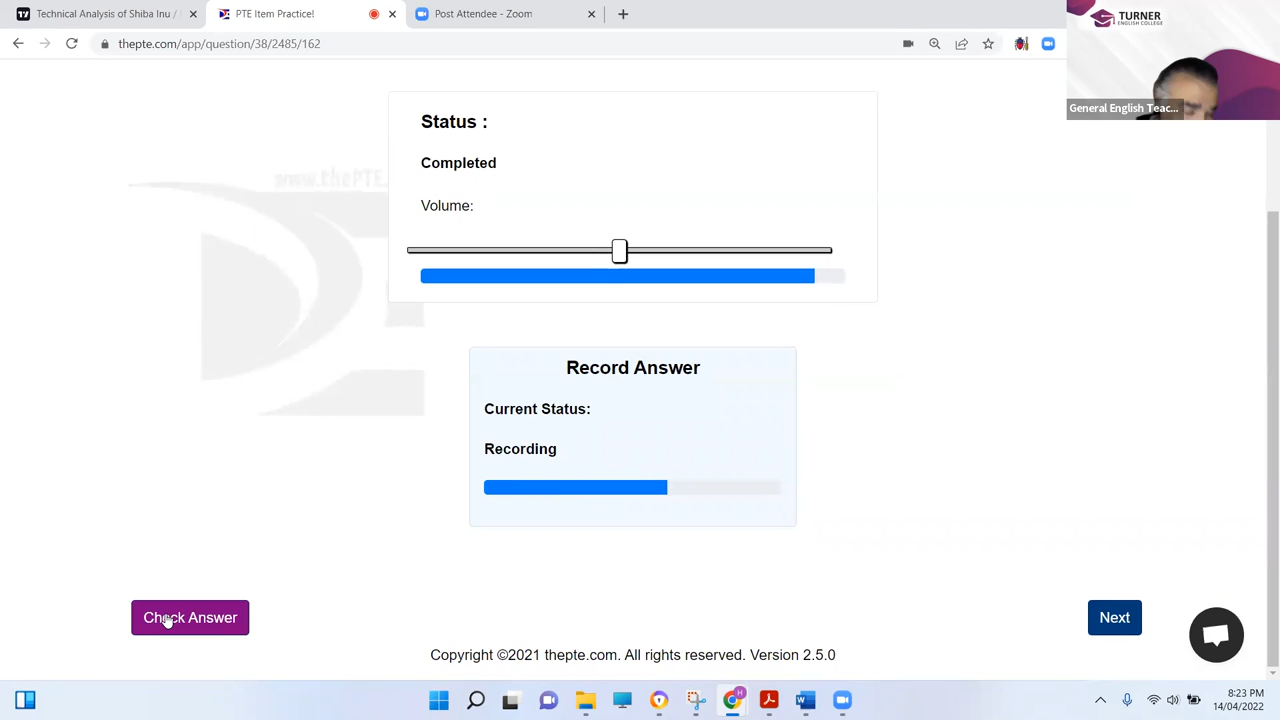 Technical Analysis of Shiba Inu /
PTE Item Practice!
Post Attendee - Zoom
thepte.com/app/question/38/2485/162
TURNER
ENGLISH COLLEGE
General English Teac...
www.thePTE.
Status :
Completed
Volume:
Record Answer
Current Status:
Recording
Check Answer
Next
Copyright ©2021 thepte.com. All rights reserved. Version 2.5.0
8:23 PM
14/04/2022